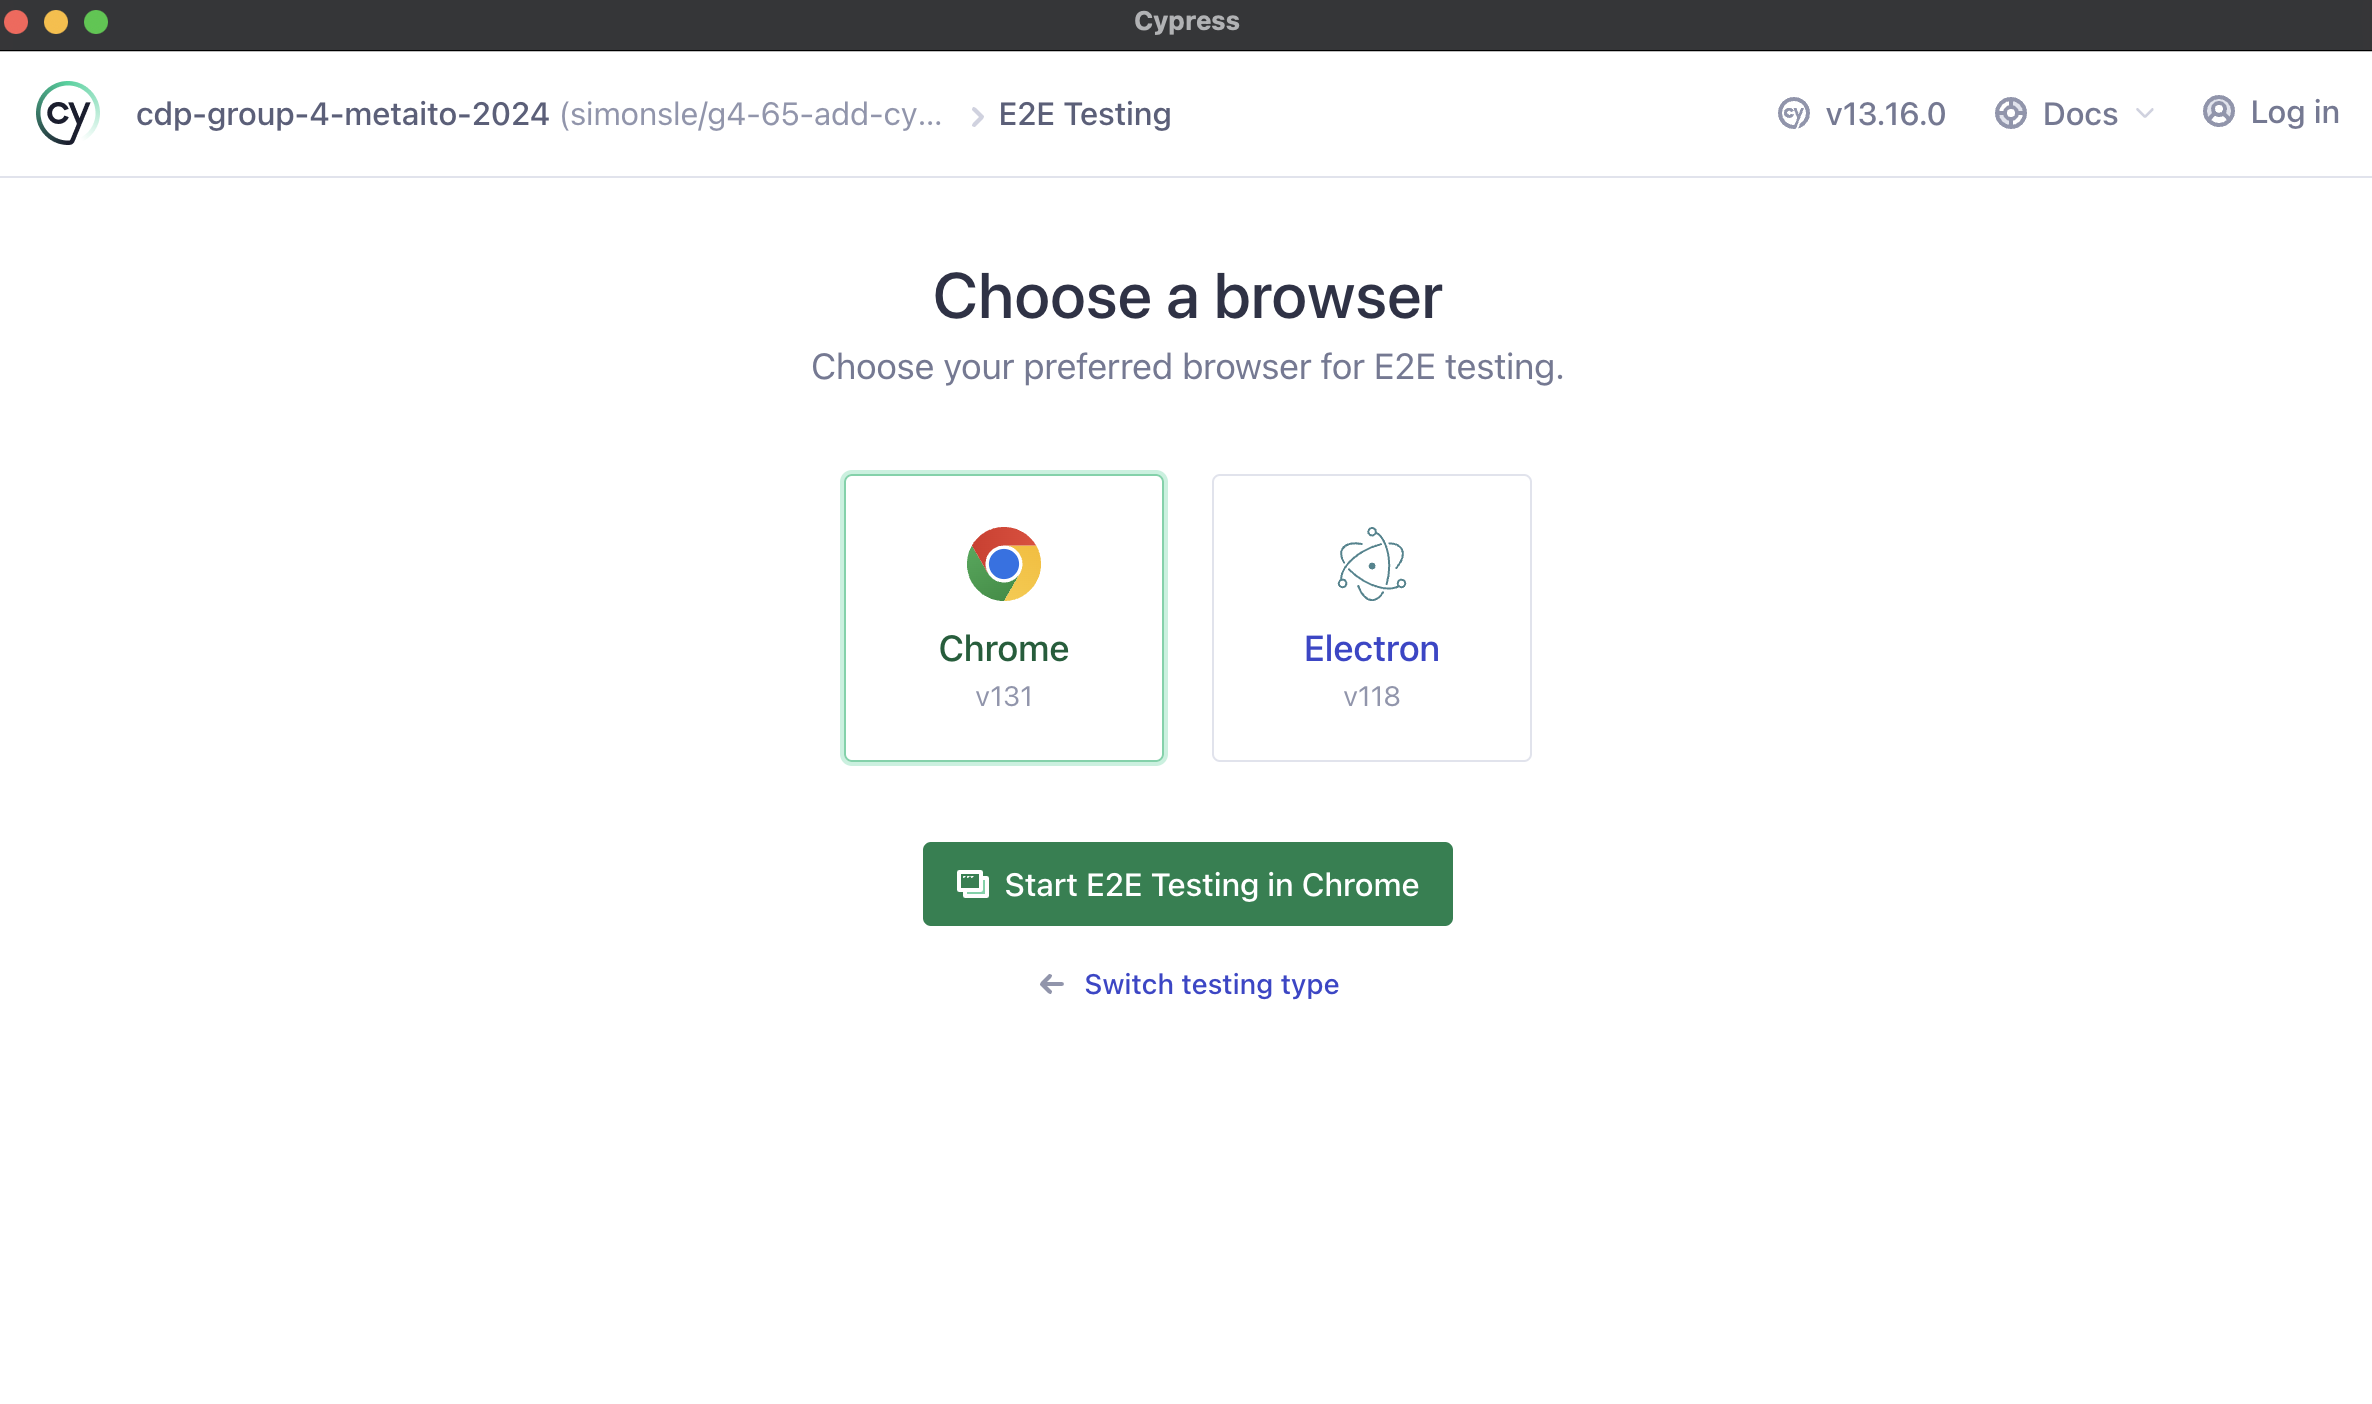 Cypress
cy cdp-group-4-metaito-2024 (simonsle/g4-65-add-cy... E2E Testing cy v13.16.0 Docs Log in
Choose a browser
Choose your preferred browser for E2E testing.
Chrome Electron
v131 v118
Start E2E Testing in Chrome
Switch testing type